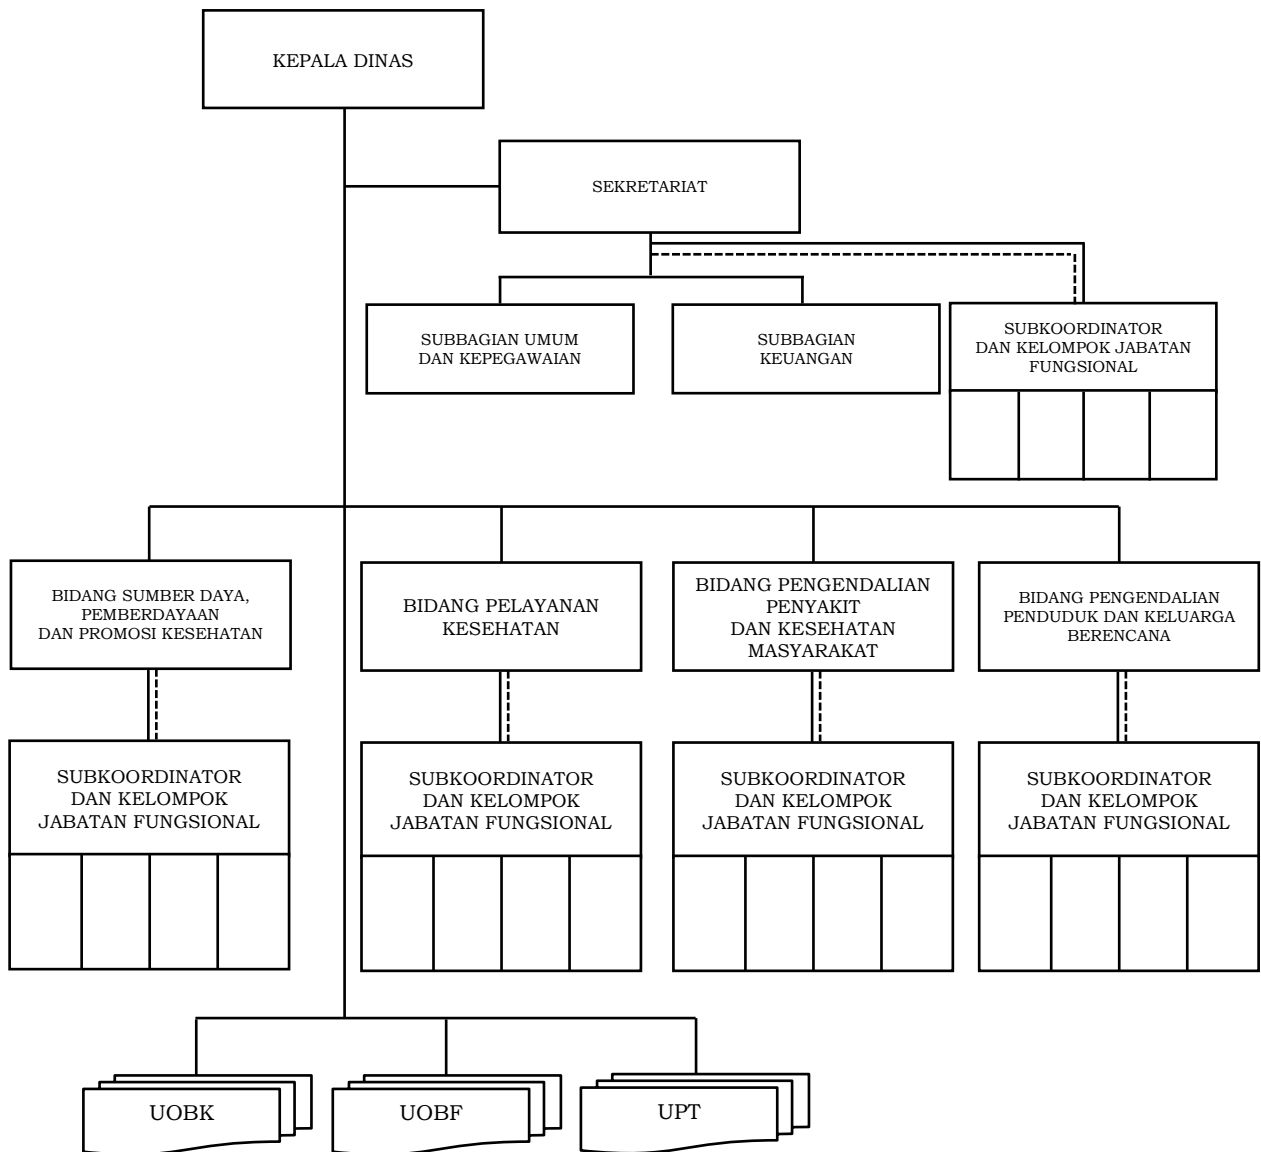 KEPALA DINAS
SEKRETARIAT
SUBBAGIAN UMUM
DAN KEPEGAWAIAN
SUBBAGIAN
KEUANGAN
SUBKOORDINATOR
DAN KELOMPOK JABATAN
FUNGSIONAL
BIDANG SUMBER DAYA,
PEMBERDAYAAN
DAN PROMOSI KESEHATAN
BIDANG PELAYANAN
KESEHATAN
BIDANG PENGENDALIAN
PENYAKIT
DAN KESEHATAN
MASYARAKAT
BIDANG PENGENDALIAN
PENDUDUK DAN KELUARGA
BERENCANA
SUBKOORDINATOR
DAN KELOMPOK
JABATAN FUNGSIONAL
SUBKOORDINATOR
DAN KELOMPOK
JABATAN FUNGSIONAL
SUBKOORDINATOR
DAN KELOMPOK
JABATAN FUNGSIONAL
SUBKOORDINATOR
DAN KELOMPOK
JABATAN FUNGSIONAL
UOBK
UOBF
UPT